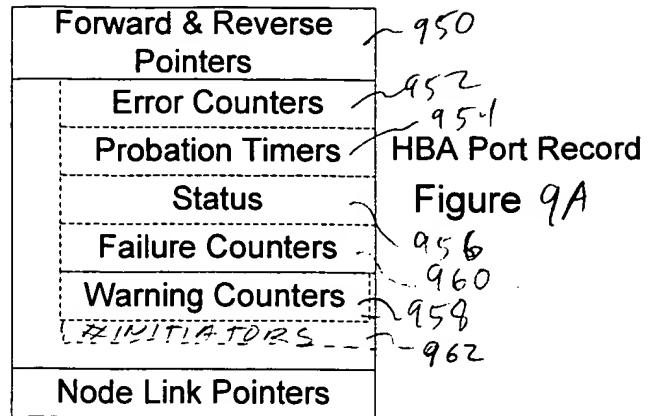 Forward & Reverse
Pointers
950
Error Counters
952
Probation Timers
954
HBA Port Record
Status
Figure 9A
956
Failure Counters
960
Warning Counters
958
#INITIATORS
962
Node Link Pointers